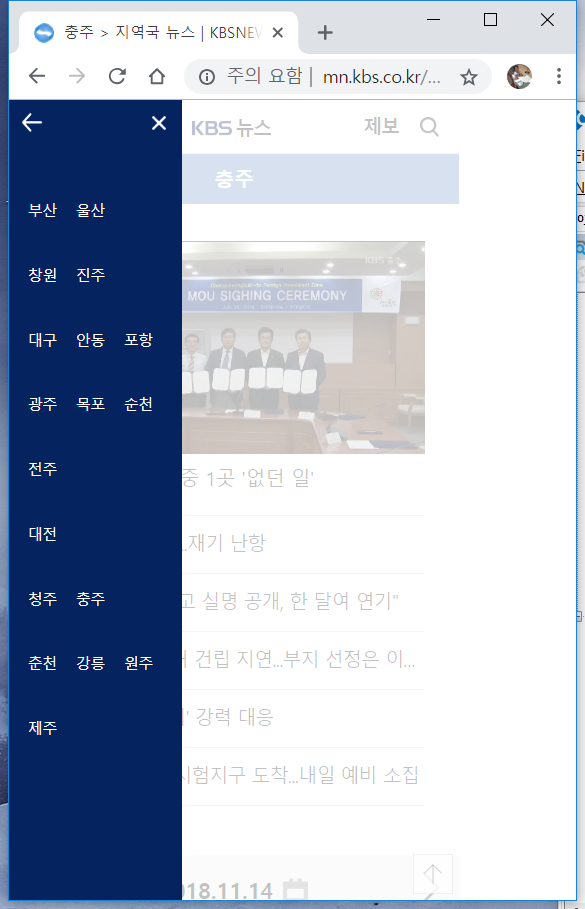 충주 > 지역국 뉴스 | KBSNEW
주의 요함 | mn.kbs.co.kr/...
KBS 뉴스 제보
충주
부산 울산
창원 진주
대구 안동 포항
광주 목포 순천
전주
대전
청주 충주
춘천 강릉 원주
제주
KBS 충주
MOU SIGHING CEREMONY
중 1곳 '없던 일'
...재기 난항
고 실명 공개, 한 달여 연기"
건립 지연...부지 선정은 이...
' 강력 대응
시험지구 도착...내일 예비 소집
018.11.14